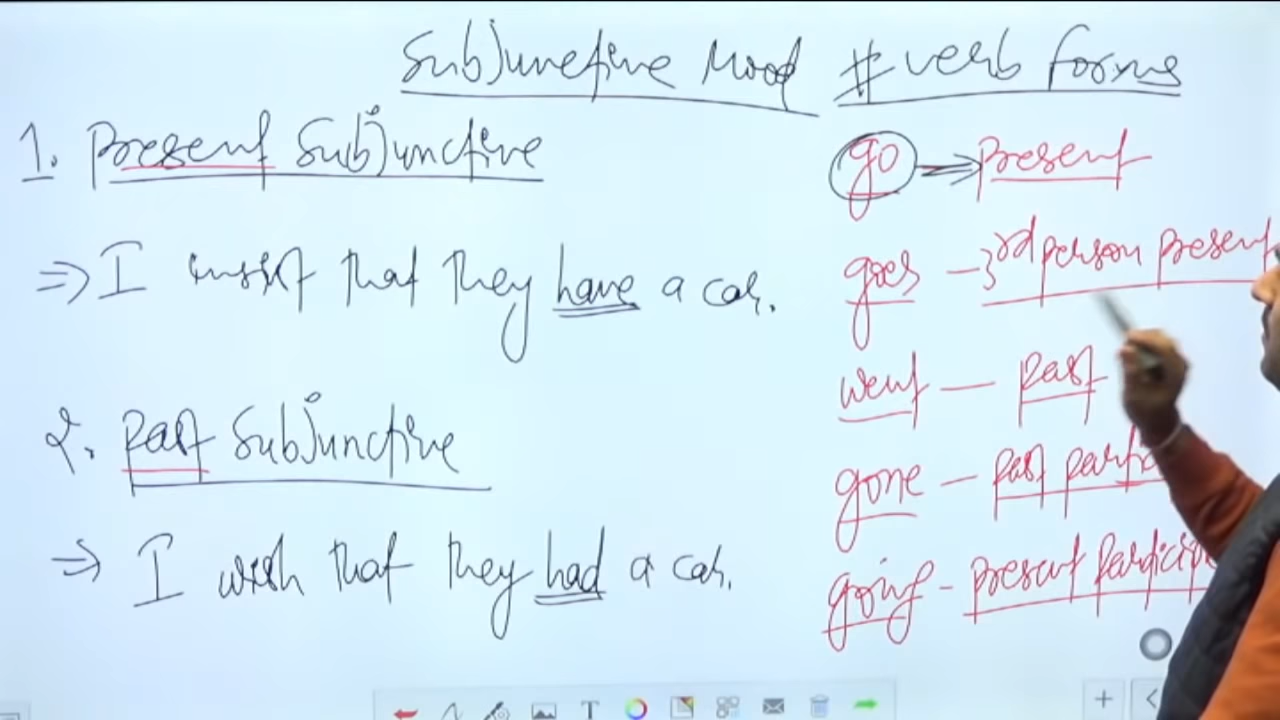 Subjunctive Mood # verb forms
1. Present Subjunctive
⇒ I insist that they have a car.
2. Past Subjunctive
⇒ I wish that they had a car.
go ⇒ Present
goes – 3rd person present
went – past
gone – past
going – present
T